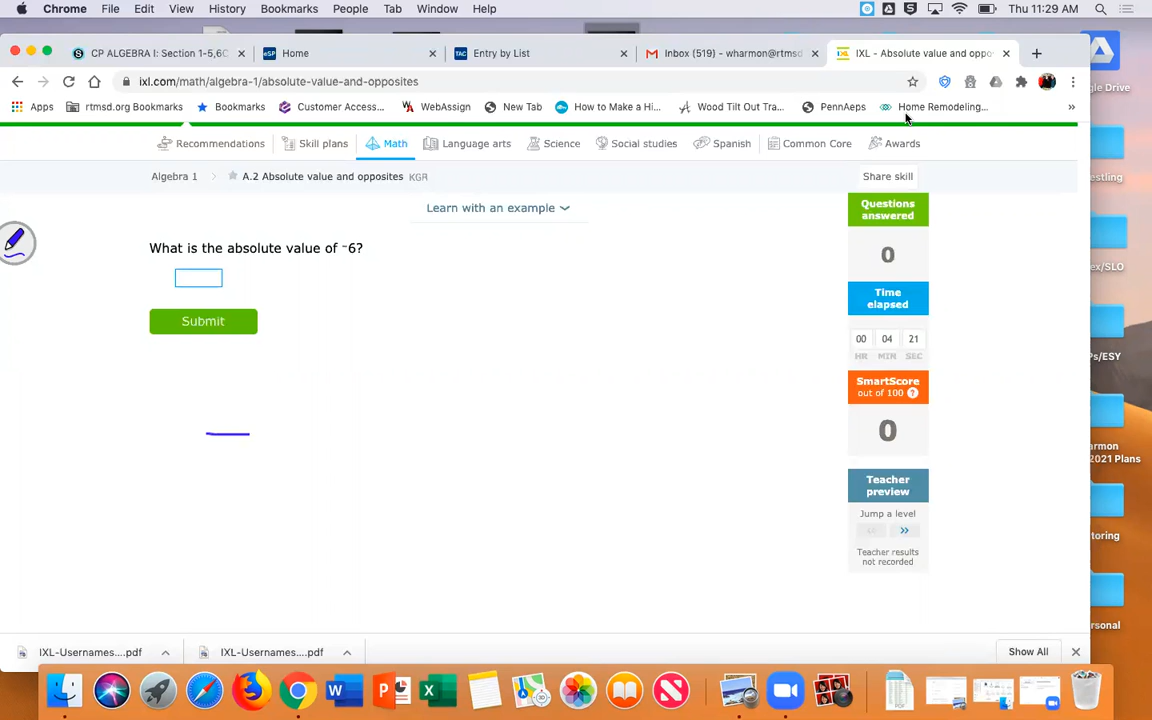 Chrome File Edit View History Bookmarks People Tab Window Help Thu 11:29 AM
CP ALGEBRA I: Section 1-5,6C × eSP Home × TAC Entry by List × Inbox (519) - wharmon@rtmsd × IXL - Absolute value and oppo × +
ixl.com/math/algebra-1/absolute-value-and-opposites
Apps rtmsd.org Bookmarks Bookmarks Customer Access... WebAssign New Tab How to Make a Hi... Wood Tilt Out Tra... PennAeps Home Remodeling... »
gle Drive
Recommendations Skill plans Math Language arts Science Social studies Spanish Common Core Awards
Algebra 1 > A.2 Absolute value and opposites KGR Share skill
Learn with an example
Questions answered
0
What is the absolute value of ⁻6?
Submit
Time elapsed
00 04 21
HR MIN SEC
SmartScore
out of 100 ?
0
Teacher preview
Jump a level
« »
Teacher results not recorded
estling
ex/SLO
Ps/ESY
armon
2021 Plans
toring
ersonal
IXL-Usernames....pdf IXL-Usernames....pdf Show All ×